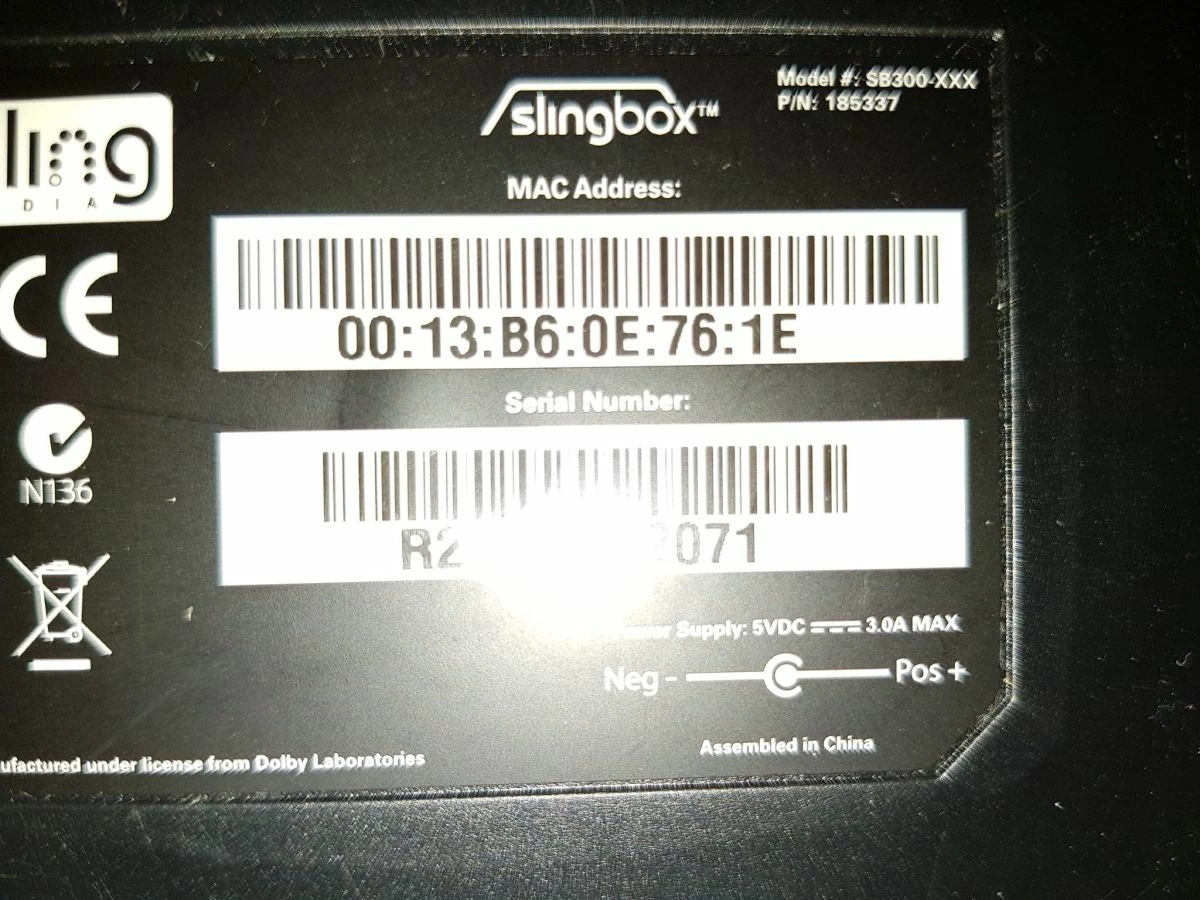 slingbox™
Model #: SB300-XXX
P/N: 185337
ling
DIA
MAC Address:
00:13:B6:0E:76:1E
CE
Serial Number:
N136
R2 2071
Supply: 5VDC 3.0A MAX
Neg - Pos +
Assembled in China
ufactured under license from Dolby Laboratories